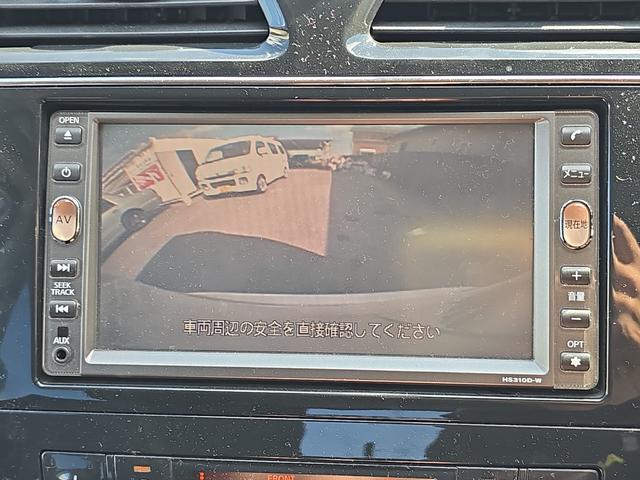 OPEN
AV
SEEK
TRACK
AUX
メニュー
現在地
音量
OPT
車両周辺の安全を直接確認してください
HS310D-W
FRONT